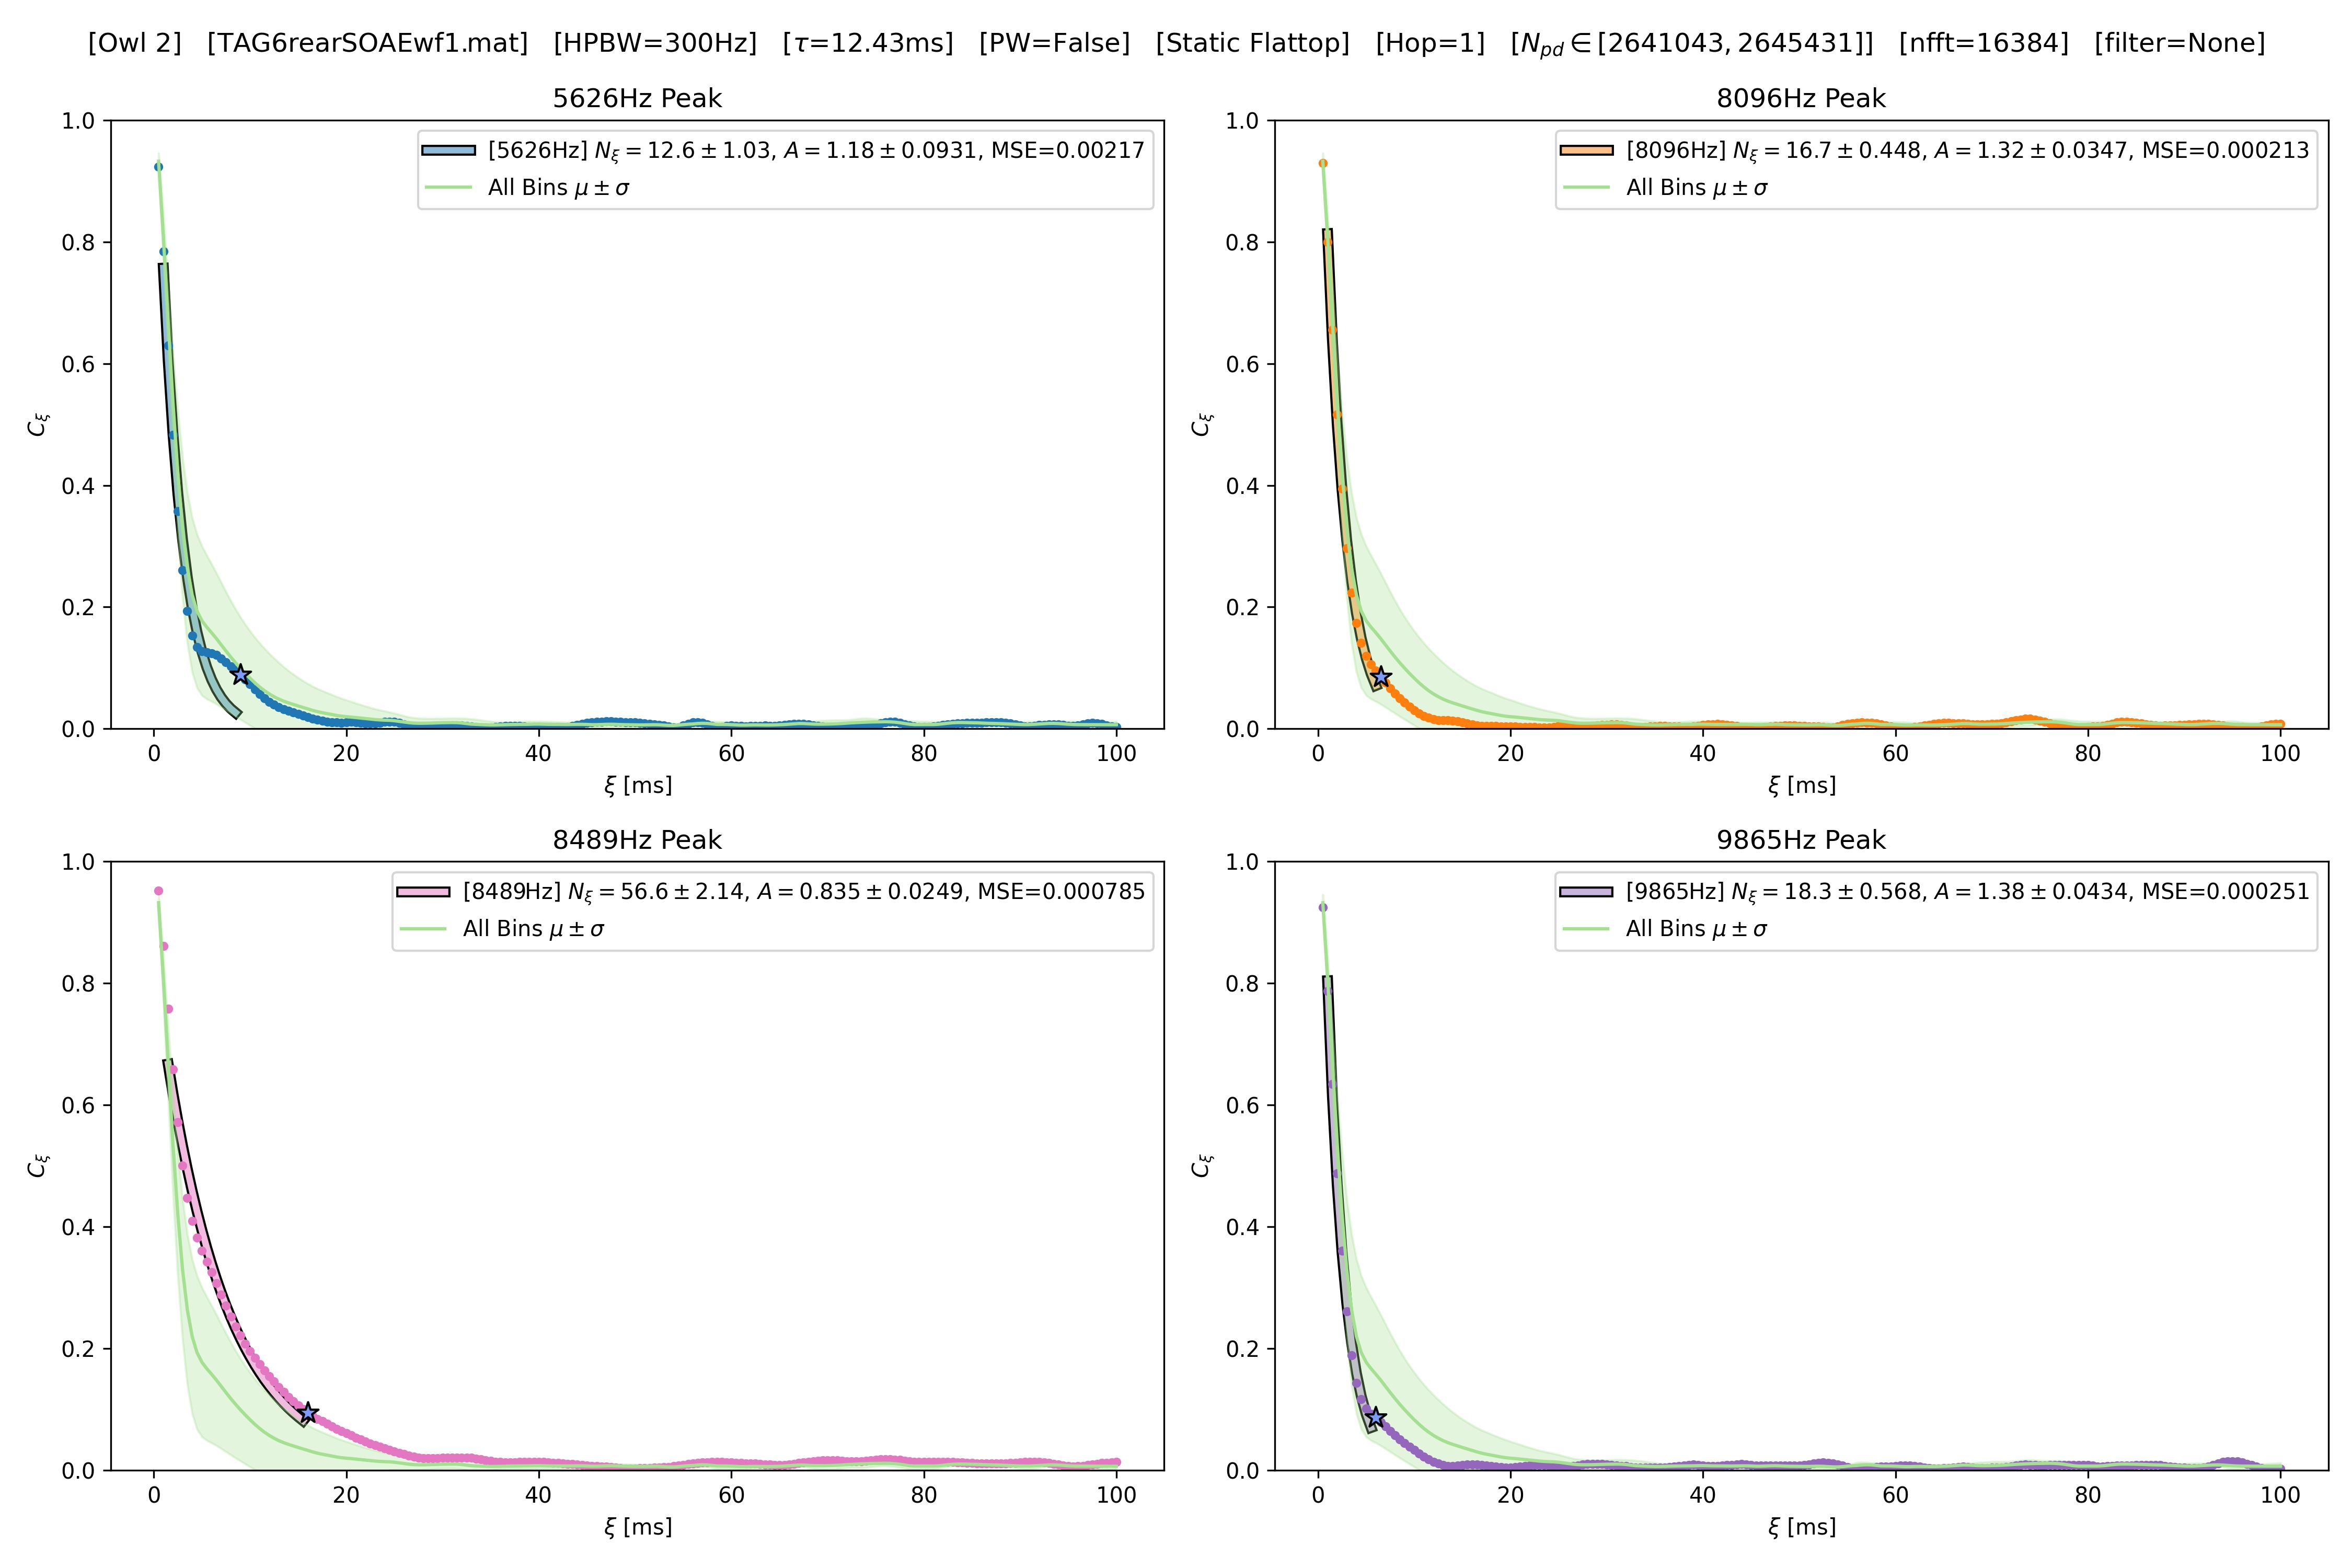 [Owl 2] [TAG6rearSOAEwf1.mat] [HPBW=300Hz] [τ=12.43ms] [PW=False] [Static Flattop] [Hop=1] [N_pd ∈ [2641043, 2645431]] [nfft=16384] [filter=None]
5626Hz Peak
[5626Hz] N_ξ = 12.6 ± 1.03, A = 1.18 ± 0.0931, MSE=0.00217
All Bins μ ± σ
1.0
0.8
0.6
0.4
0.2
0.0
C_ξ
0 20 40 60 80 100
ξ [ms]
8096Hz Peak
[8096Hz] N_ξ = 16.7 ± 0.448, A = 1.32 ± 0.0347, MSE=0.000213
All Bins μ ± σ
1.0
0.8
0.6
0.4
0.2
0.0
C_ξ
0 20 40 60 80 100
ξ [ms]
8489Hz Peak
[8489Hz] N_ξ = 56.6 ± 2.14, A = 0.835 ± 0.0249, MSE=0.000785
All Bins μ ± σ
1.0
0.8
0.6
0.4
0.2
0.0
C_ξ
0 20 40 60 80 100
ξ [ms]
9865Hz Peak
[9865Hz] N_ξ = 18.3 ± 0.568, A = 1.38 ± 0.0434, MSE=0.000251
All Bins μ ± σ
1.0
0.8
0.6
0.4
0.2
0.0
C_ξ
0 20 40 60 80 100
ξ [ms]